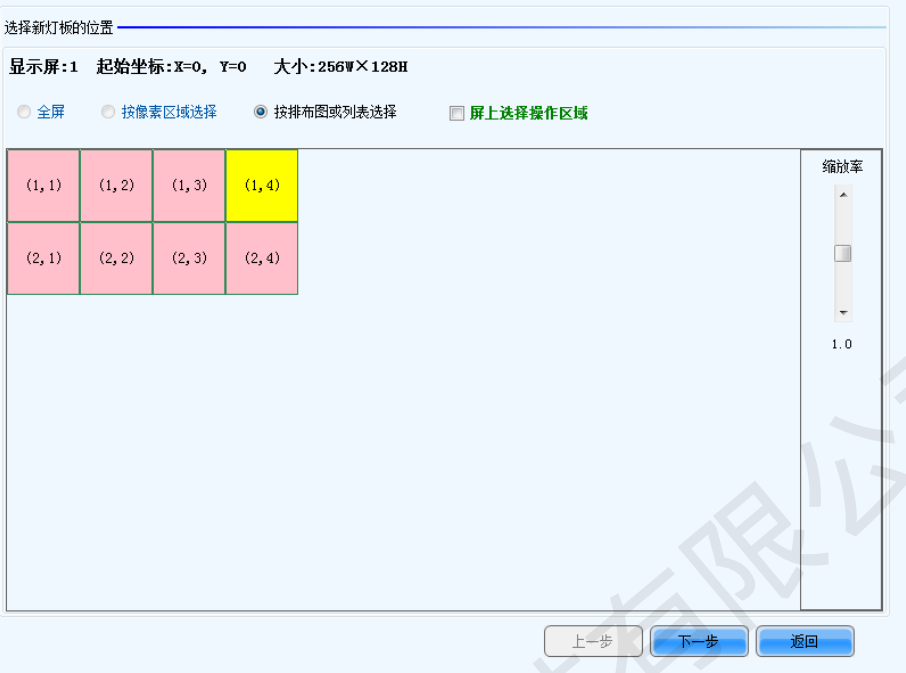 选择新灯板的位置
显示屏:1 起始坐标:X=0, Y=0 大小:256W×128H
全屏 按像素区域选择 按排布图或列表选择 屏上选择操作区域
缩放率
(1,1) (1,2) (1,3) (1,4)
(2,1) (2,2) (2,3) (2,4)
1.0
上一步 下一步 返回
有限公